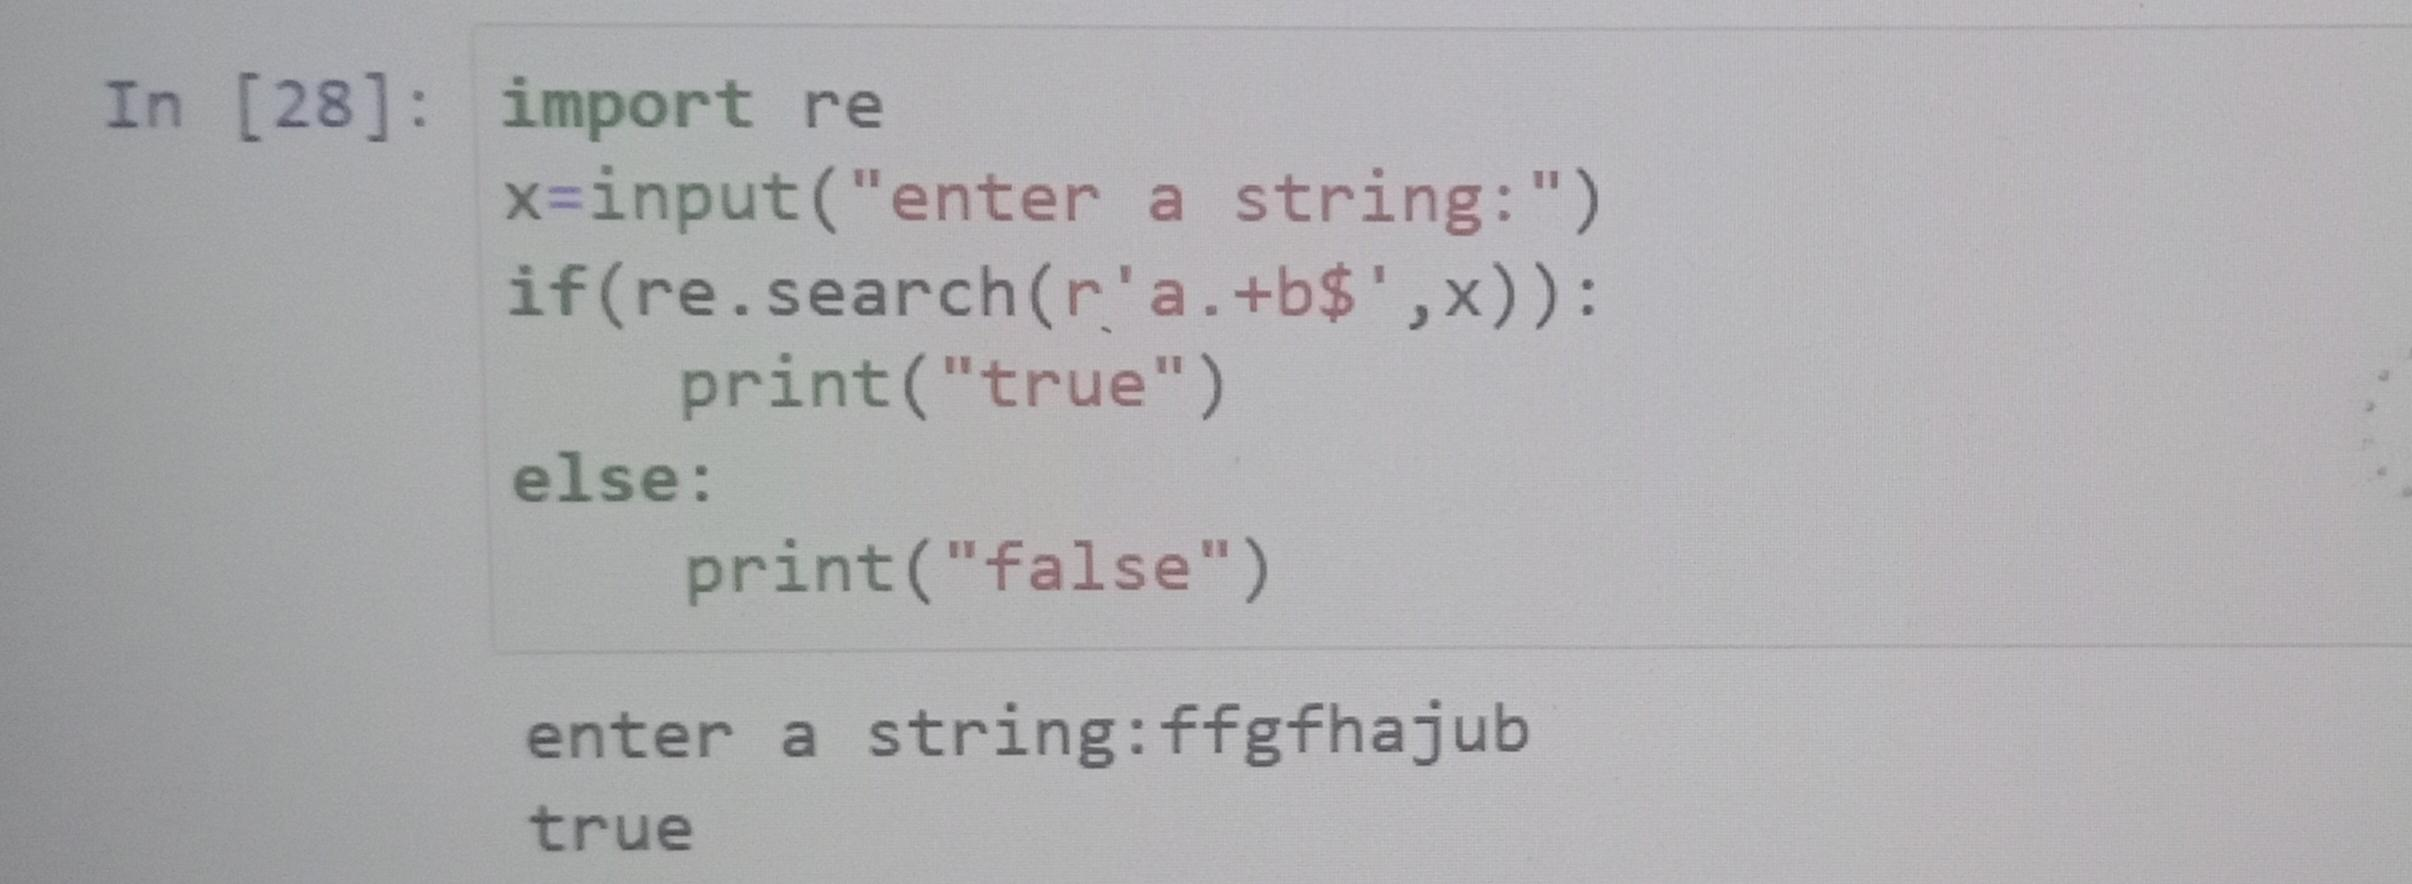 In [28]: import re
x=input("enter a string:")
if(re.search(r'a.+b$',x)):
    print("true")
else:
    print("false")
enter a string:ffgfhajub
true